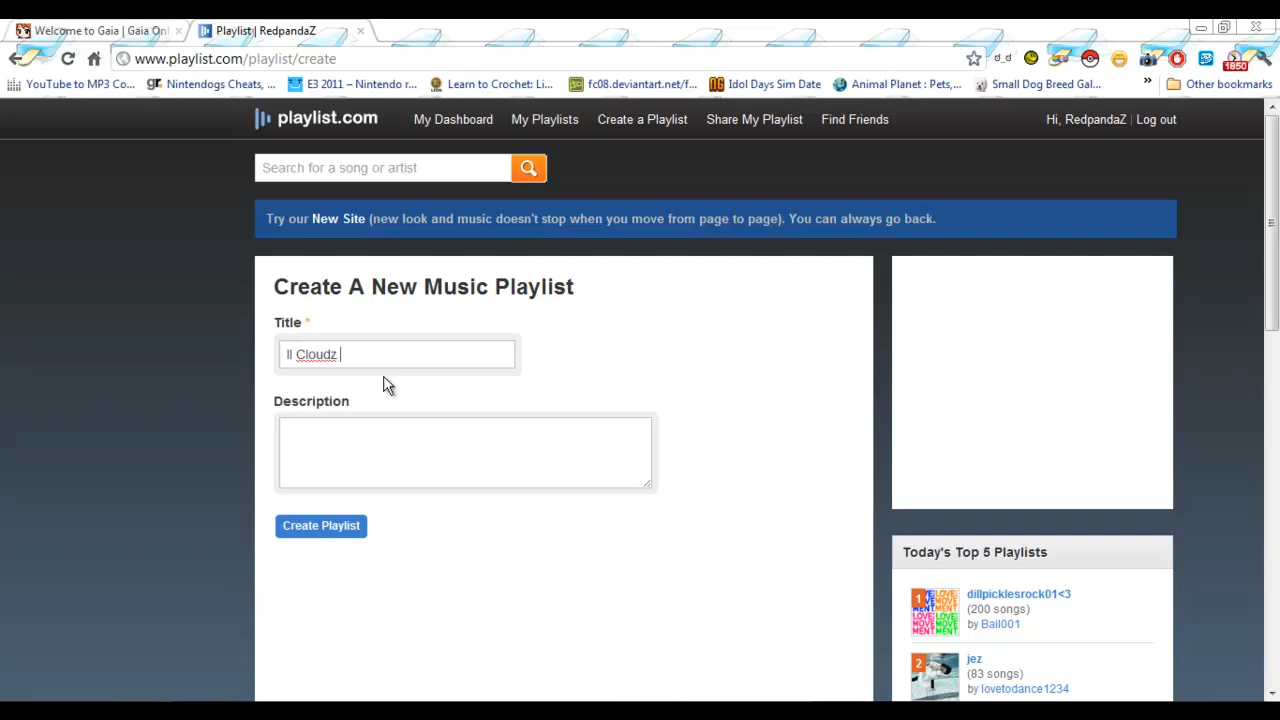 Welcome to Gaia | Gaia Onl
Playlist | RedpandaZ
www.playlist.com/playlist/create
1850
YouTube to MP3 Co...
Nintendogs Cheats, ...
E3 2011 – Nintendo r...
Learn to Crochet: Li...
fc08.deviantart.net/f...
Idol Days Sim Date
Animal Planet : Pets,...
Small Dog Breed Gal...
»
Other bookmarks
playlist.com
My Dashboard
My Playlists
Create a Playlist
Share My Playlist
Find Friends
Hi, RedpandaZ | Log out
Search for a song or artist
Try our New Site (new look and music doesn't stop when you move from page to page). You can always go back.
Create A New Music Playlist
Title *
ll Cloudz
Description
Create Playlist
Today's Top 5 Playlists
1
LOVE MOVEMENT
dillpicklesrock01<3
(200 songs)
by Bail001
2
jez
(83 songs)
by lovetodance1234